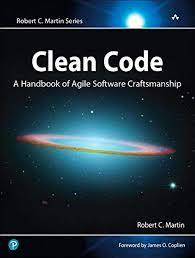 Robert C. Martin Series
Clean Code
A Handbook of Agile Software Craftsmanship
Robert C. Martin
Foreword by James O. Coplien